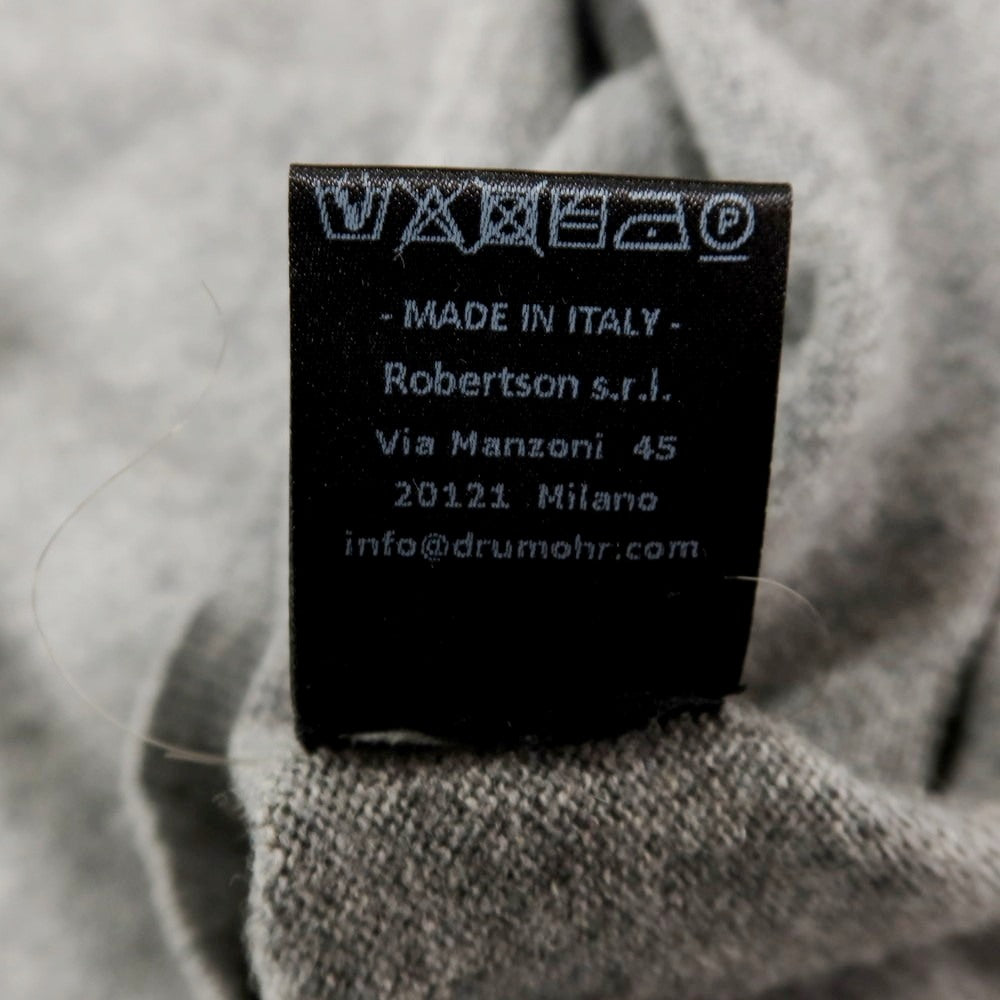 P
- MADE IN ITALY -
Robertson s.r.l.
Via Manzoni 45
20121 Milano
info@drumohr.com